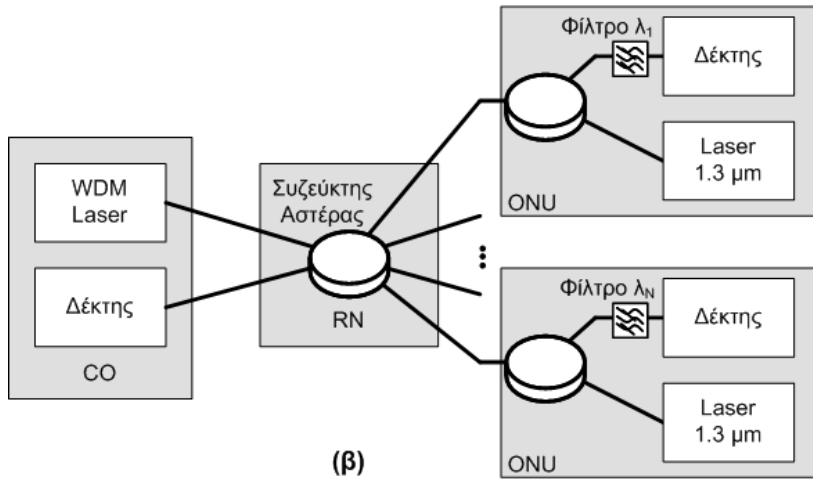 WDM
Laser
Δέκτης
CO
Συζεύκτης
Αστέρας
RN
Φίλτρο λ₁
Δέκτης
Laser
1.3 μm
ONU
Φίλτρο λN
Δέκτης
Laser
1.3 μm
ONU
(β)